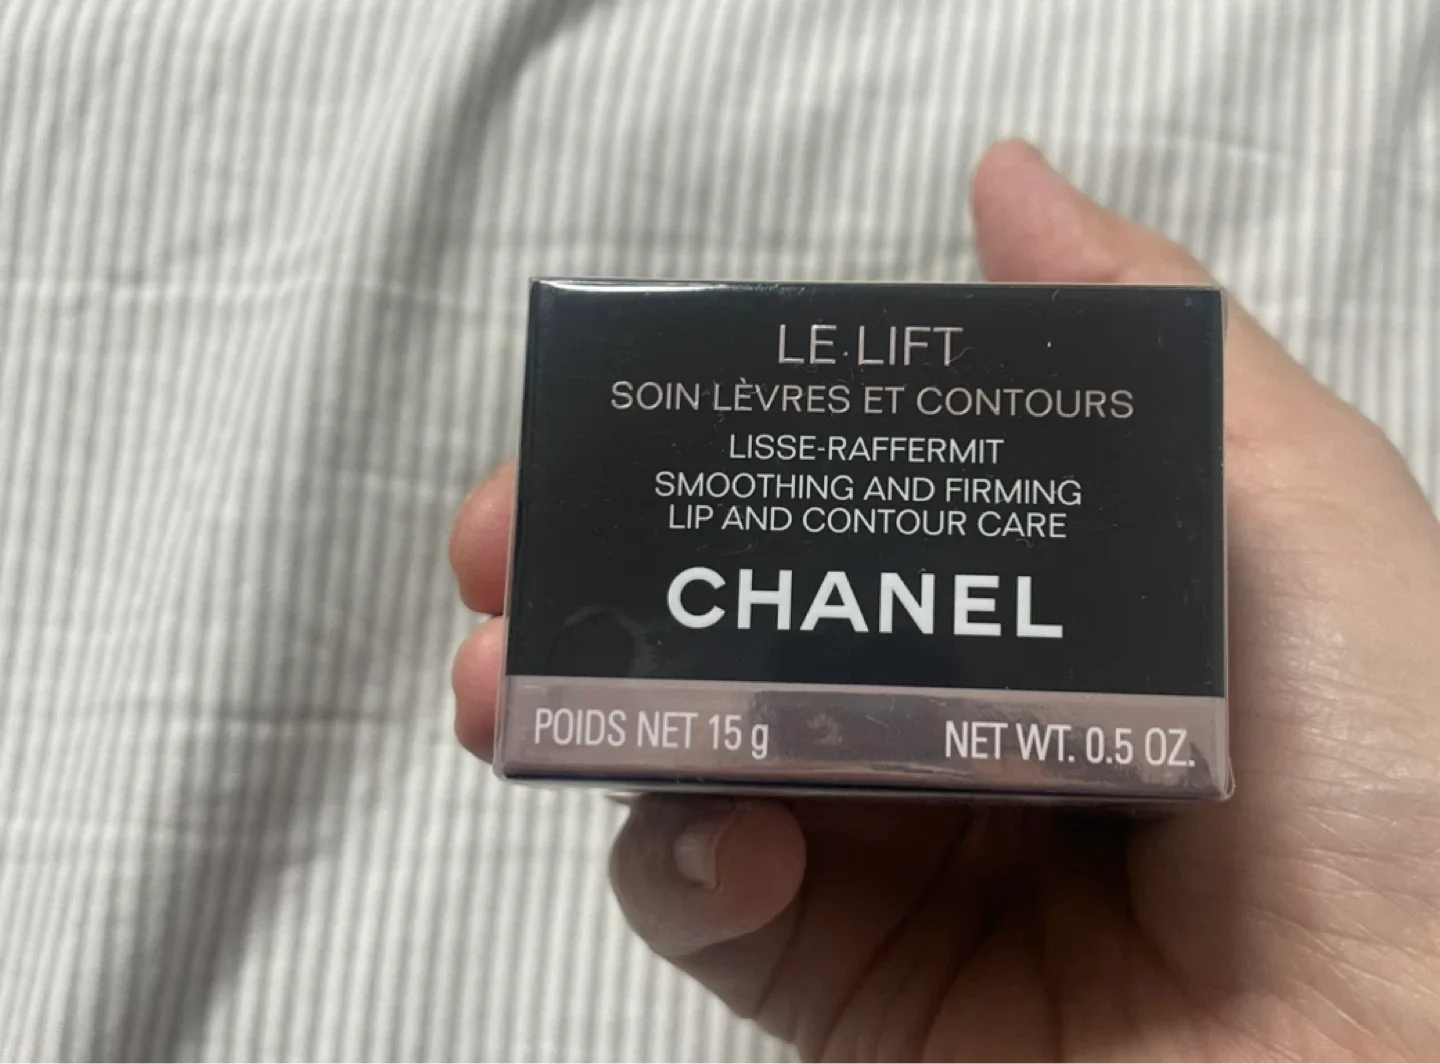 LE LIFT
SOIN LÈVRES ET CONTOURS
LISSE-RAFFERMIT
SMOOTHING AND FIRMING
LIP AND CONTOUR CARE
CHANEL
POIDS NET 15 g NET WT. 0.5 OZ.